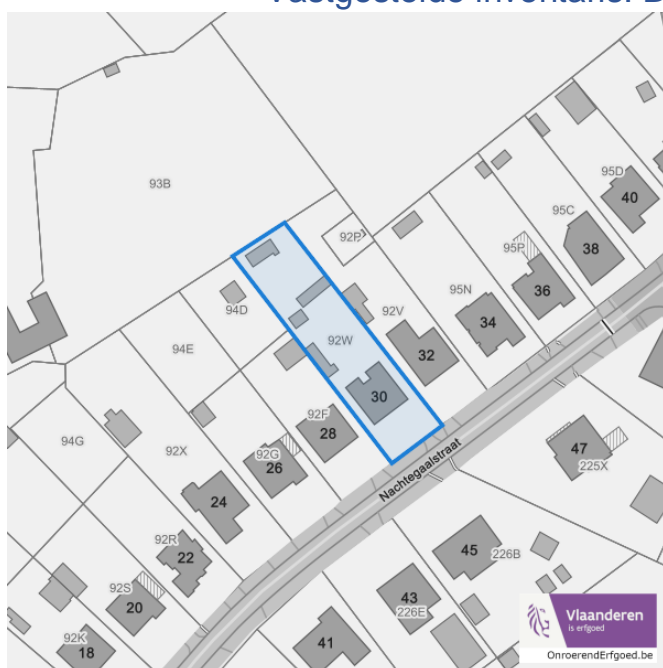 Vastgestelde inventaris: B
93B
95D
40
95C
38
92P
95P
36
95N
34
94D
92V
32
92W
94E
30
92F
28
94G
92X
92G
26
Nachtegaalstraat
47
225X
24
92R
22
45
226B
92S
20
43
226E
92K
18
41
Vlaanderen
is erfgoed
OnroerendErfgoed.be